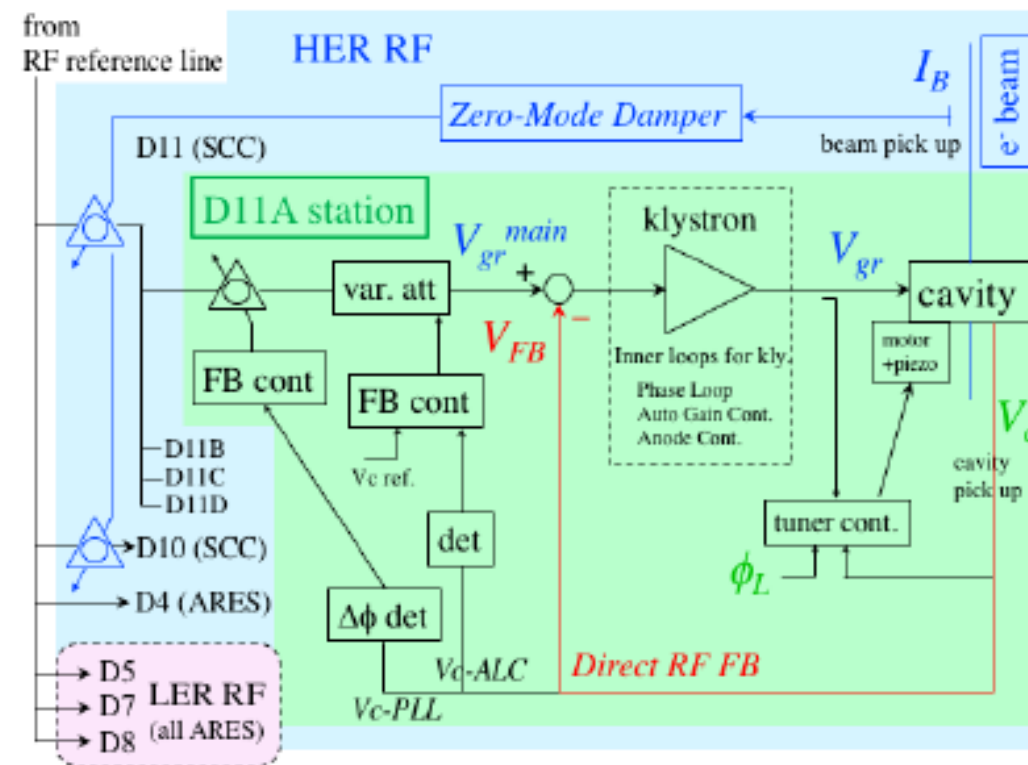 from
RF reference line
HER RF
I_B
e⁻ beam
Zero-Mode Damper
beam pick up
D11 (SCC)
D11A station
klystron
V_gr^main
V_gr
+
var. att
cavity
−
V_FB
motor
+piezo
Inner loops for kly.
Phase Loop
Auto Gain Cont.
Anode Cont.
FB cont
FB cont
Vc ref.
D11B
D11C
D11D
cavity
pick up
tuner cont.
det
D10 (SCC)
ϕ_L
D4 (ARES)
Δϕ det
Vc-ALC
Direct RF FB
Vc-PLL
D5
D7
D8
LER RF
(all ARES)